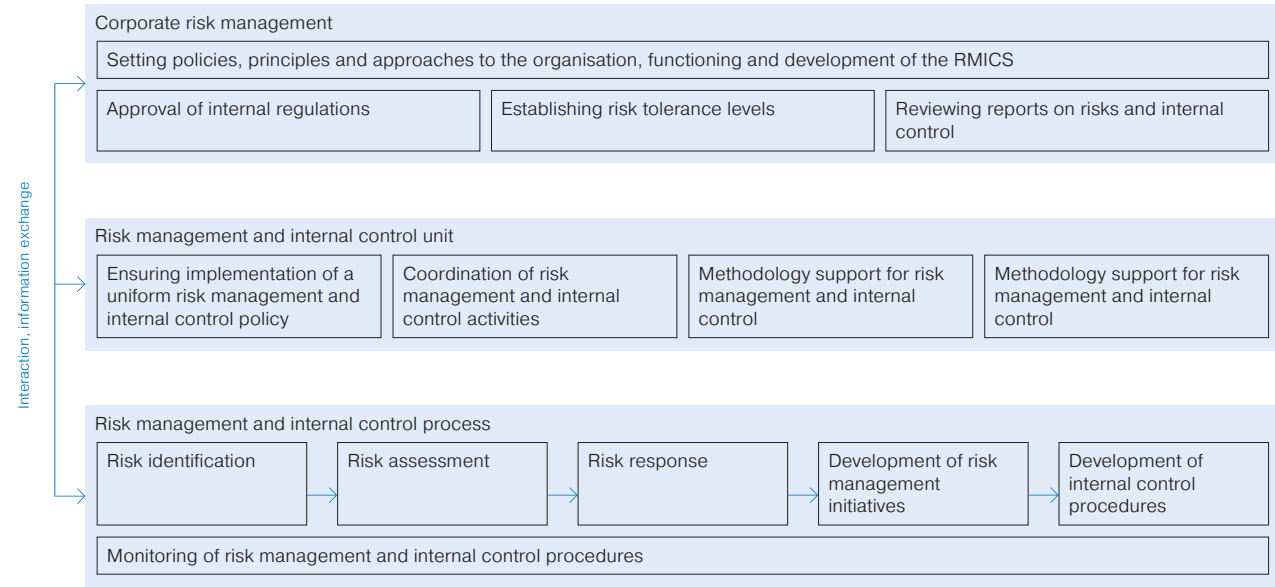 Corporate risk management
Setting policies, principles and approaches to the organisation, functioning and development of the RMICS
Approval of internal regulations
Establishing risk tolerance levels
Reviewing reports on risks and internal
control
Interaction, information exchange
Risk management and internal control unit
Ensuring implementation of a
uniform risk management and
internal control policy
Coordination of risk
management and internal
control activities
Methodology support for risk
management and internal
control
Methodology support for risk
management and internal
control
Risk management and internal control process
Risk identification
Risk assessment
Risk response
Development of risk
management
initiatives
Development of
internal control
procedures
Monitoring of risk management and internal control procedures